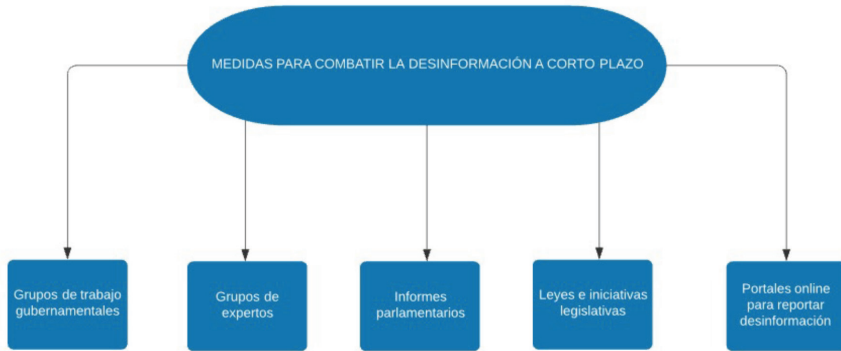 MEDIDAS PARA COMBATIR LA DESINFORMACIÓN A CORTO PLAZO
Grupos de trabajo
gubernamentales
Grupos de
expertos
Informes
parlamentarios
Leyes e iniciativas
legislativas
Portales online
para reportar
desinformación